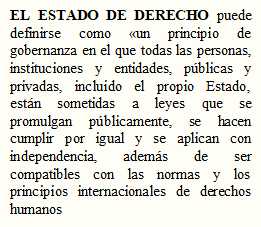 EL ESTADO DE DERECHO puede
definirse como «un principio de
gobernanza en el que todas las personas,
instituciones y entidades, públicas y
privadas, incluido el propio Estado,
están sometidas a leyes que se
promulgan públicamente, se hacen
cumplir por igual y se aplican con
independencia, además de ser
compatibles con las normas y los
principios internacionales de derechos
humanos